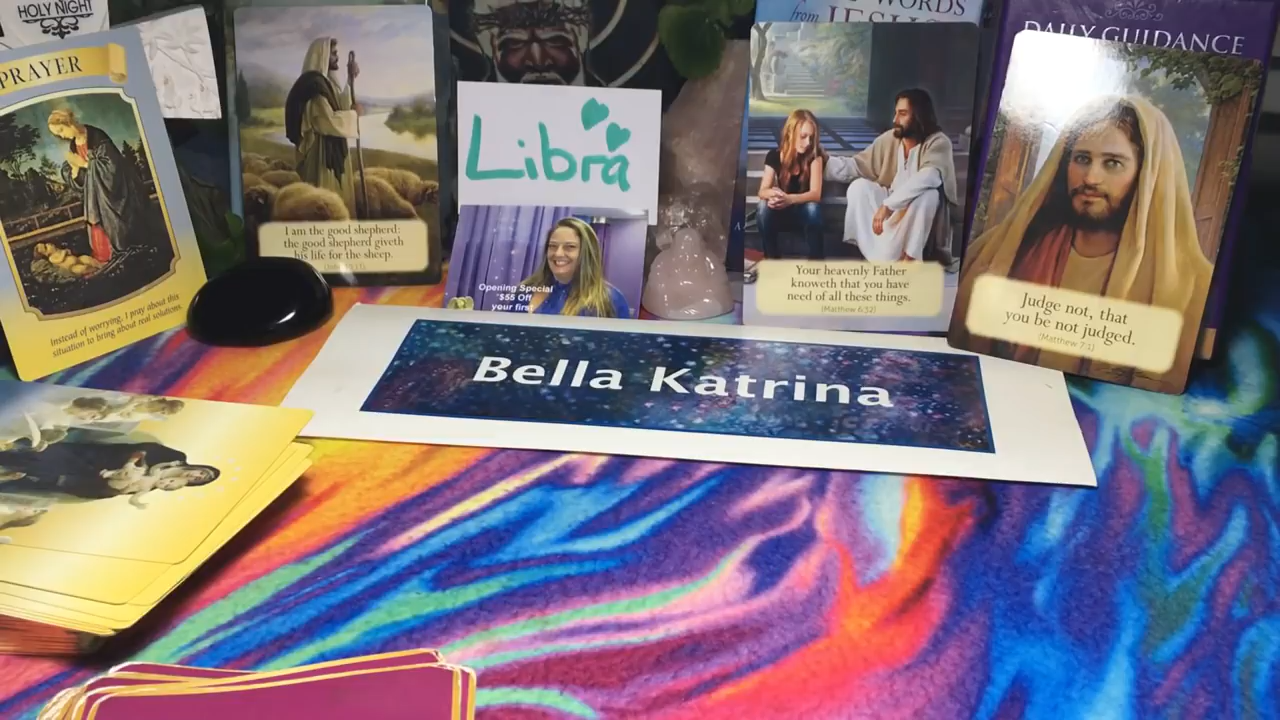 HOLY NIGHT
PRAYER
Instead of worrying, I pray about this
situation to bring about real solutions.
I am the good shepherd:
the good shepherd giveth
his life for the sheep.
Libra
Opening Special
$55 Off
your first
WORDS
from JESUS
Your heavenly Father
knoweth that you have
need of all these things.
(Matthew 6:32)
DAILY GUIDANCE
Judge not, that
you be not judged.
(Matthew 7:1)
Bella Katrina